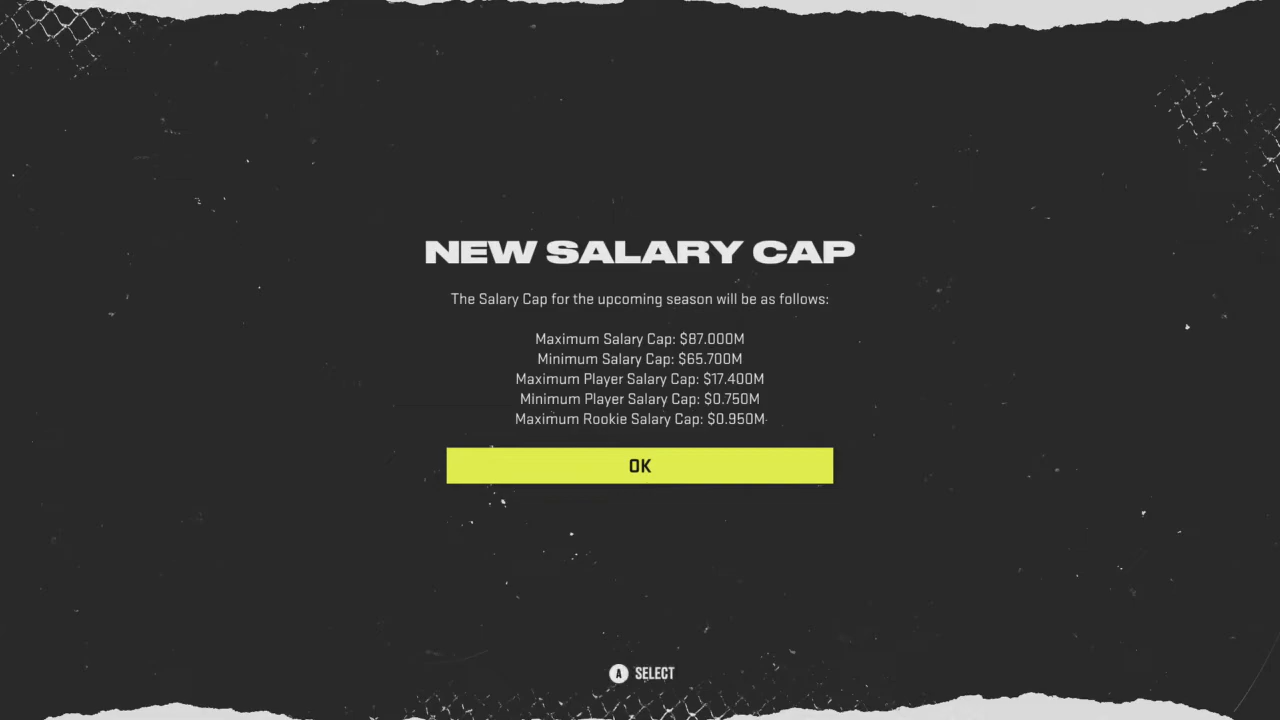 NEW SALARY CAP
The Salary Cap for the upcoming season will be as follows:
Maximum Salary Cap: $87.000M
Minimum Salary Cap: $65.700M
Maximum Player Salary Cap: $17.400M
Minimum Player Salary Cap: $0.750M
Maximum Rookie Salary Cap: $0.950M
OK
A SELECT